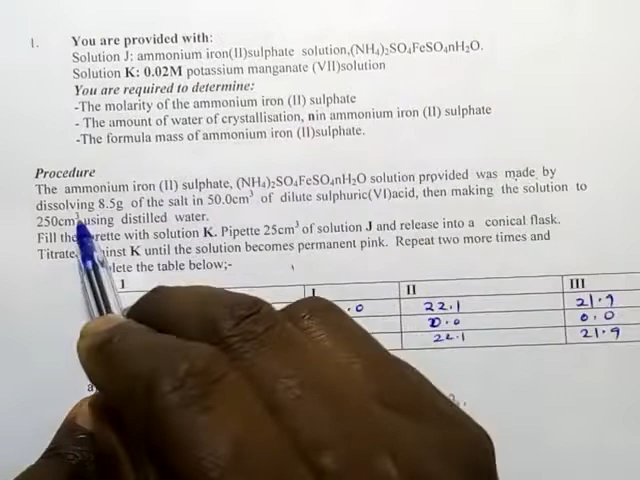 1. You are provided with:
Solution J: ammonium iron(II)sulphate solution,(NH₄)₂SO₄FeSO₄nH₂O.
Solution K: 0.02M potassium manganate (VII)solution
You are required to determine:
-The molarity of the ammonium iron (II) sulphate
- The amount of water of crystallisation, nin ammonium iron (II) sulphate
-The formula mass of ammonium iron (II)sulphate.
Procedure
The ammonium iron (II) sulphate, (NH₄)₂SO₄FeSO₄nH₂O solution provided was made by
dissolving 8.5g of the salt in 50.0cm³ of dilute sulphuric(VI)acid, then making the solution to
250cm³ using distilled water.
Fill the with solution K. Pipette 25cm³ of solution J and release into a conical flask.
K until the solution becomes permanent pink. Repeat two more times and
the table below;-
1 I II III
.0 22.1 21.9
0.0 0.0
22.1 21.9
a